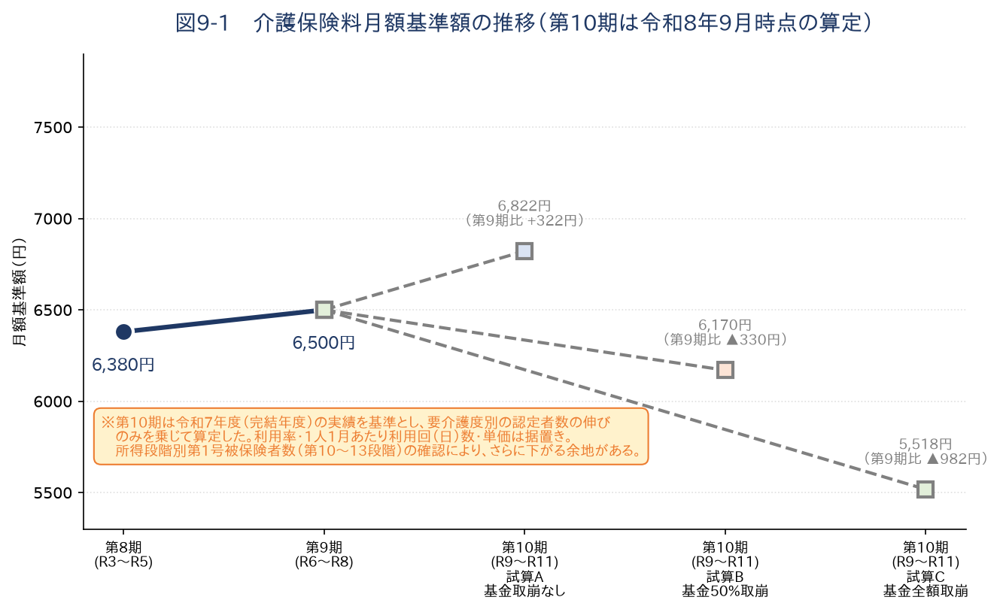 図9-1　介護保険料月額基準額の推移（第10期は令和8年9月時点の算定）
月額基準額（円）
7500
7000
6500
6000
5500
6,822円
（第9期比 +322円）
6,170円
（第9期比 ▲330円）
6,500円
6,380円
※第10期は令和7年度（完結年度）の実績を基準とし、要介護度別の認定者数の伸び
のみを乗じて算定した。利用率・1人1月あたり利用回（日）数・単価は据置き。
所得段階別第1号被保険者数（第10～13段階）の確認により、さらに下がる余地がある。
5,518円
（第9期比 ▲982円）
第8期
(R3～R5)
第9期
(R6～R8)
第10期
(R9～R11)
試算A
基金取崩なし
第10期
(R9～R11)
試算B
基金50%取崩
第10期
(R9～R11)
試算C
基金全額取崩